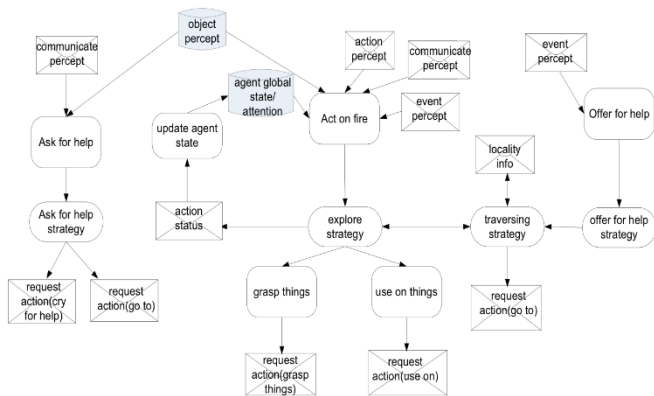 object
percept
communicate
percept
action
percept
communicate
percept
event
percept
agent global
state/
attention
event
percept
Act on fire
Ask for help
update agent
state
Offer for help
locality
info
Ask for help
strategy
action
status
explore
strategy
traversing
strategy
offer for help
strategy
request
action(cry
for help)
request
action(go to)
grasp things
use on things
request
action(go to)
request
action(grasp
things)
request
action(use on)